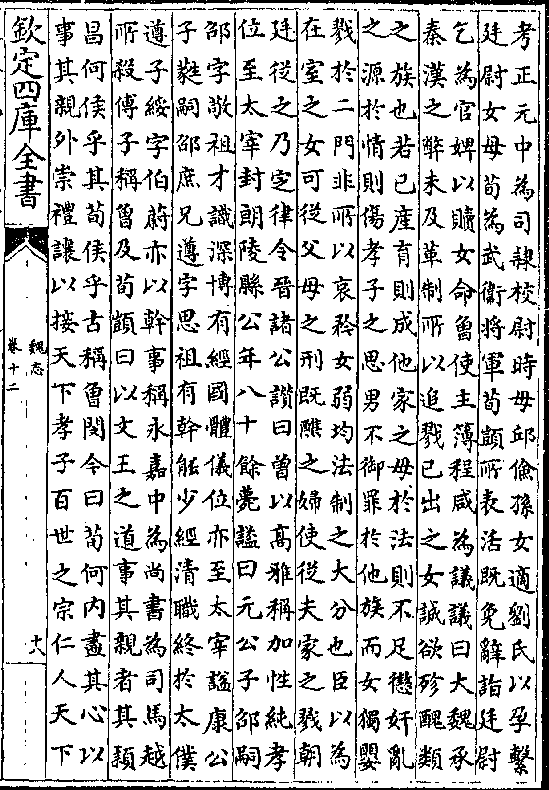 考正元中為司隸校尉時毋邱儉孫女適劉氏以孕繫
廷尉女母荀為武衛將軍荀顗所表活既免辭詣廷尉
乞為官婢以贖女命曾使主簿程咸為議議曰大魏承
秦漢之弊未及革制所以追戮已出之女誠欲殄醜類
之族也若已產育則成他家之母於法則不足懲奸亂
之源於情則傷孝子之思男不御罪於他族而女獨嬰
戮於二門非所以哀矜女弱均法制之大分也臣以為
在室之女可從父母之刑既醮之婦使從夫家之戮朝
廷從之乃定律令晉諸公讚曰曾以高雅稱加性純孝
位至太宰封朗陵縣公年八十餘薨諡曰元公子邵嗣
邵字敬祖才識深博有經國體儀位亦至太宰諡康公
子蕤嗣邵庶兄遵字思祖有幹能少經清職終於太僕
遵子綏字伯蔚亦以幹事稱永嘉中為尚書為司馬越
所殺傅子稱曾及荀顗曰以文王之道事其親者其頴
昌何侯乎其荀侯乎古稱曾閔今曰荀何內盡其心以
事其親外崇禮讓以接天下孝子百世之宗仁人天下
欽定四庫全書
魏志
卷十二
十八